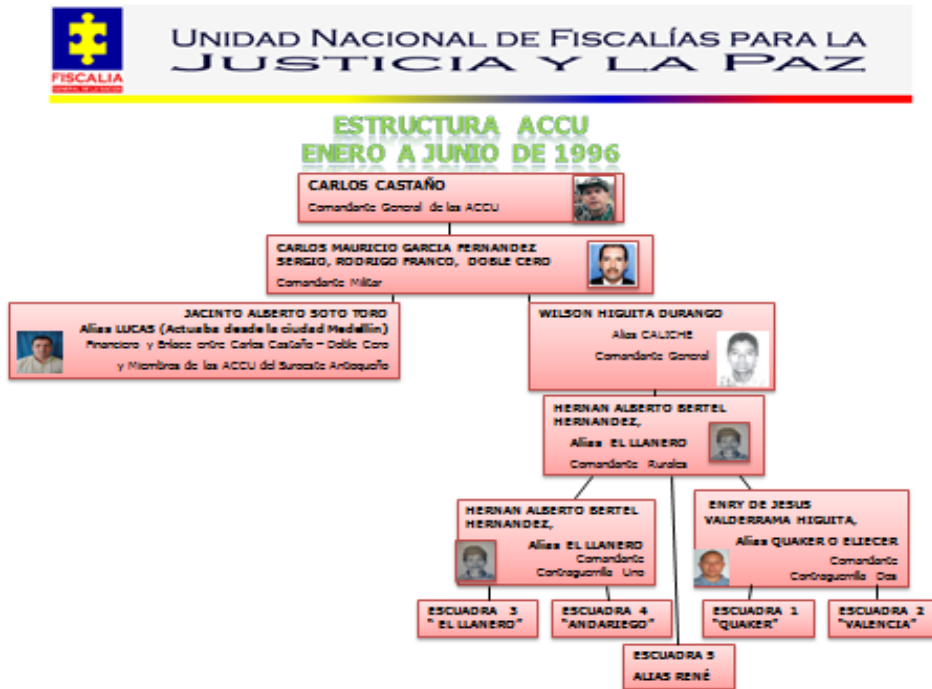 FISCALIA
GENERAL DE LA NACION
UNIDAD NACIONAL DE FISCALÍAS PARA LA
JUSTICIA Y LA PAZ
ESTRUCTURA ACCU
ENERO A JUNIO DE 1996
CARLOS CASTAÑO
Comandante General de las ACCU
CARLOS MAURICIO GARCIA FERNANDEZ
SERGIO, RODRIGO FRANCO, DOBLE CERO
Comandante Militar
JACINTO ALBERTO SOTO TORO
Alias LUCAS (Actuaba desde la ciudad Medellín)
Financiero y Enlace entre Carlos Castaño – Doble Cero
y Miembros de las ACCU del Suroeste Antioqueño
WILSON HIGUITA DURANGO
Alias CALICHE
Comandante General
HERNAN ALBERTO BERTEL
HERNANDEZ,
Alias EL LLANERO
Comandante Rurales
HERNAN ALBERTO BERTEL
HERNANDEZ,
Alias EL LLANERO
Comandante
Contraguerrilla Uno
ENRY DE JESUS
VALDERRAMA HIGUITA,
Alias QUAKER O ELIECER
Comandante
Contraguerrilla Dos
ESCUADRA 3
“ EL LLANERO”
ESCUADRA 4
“ANDARIEGO”
ESCUADRA 1
“QUAKER”
ESCUADRA 2
“VALENCIA”
ESCUADRA 5
ALIAS RENÉ